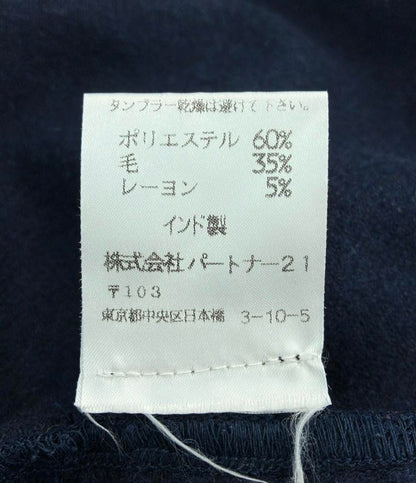 タンブラー乾燥は避けて下さい。
ポリエステル 60%
毛 35%
レーヨン 5%
インド製
株式会社パートナー21
〒103
東京都中央区日本橋 3-10-5